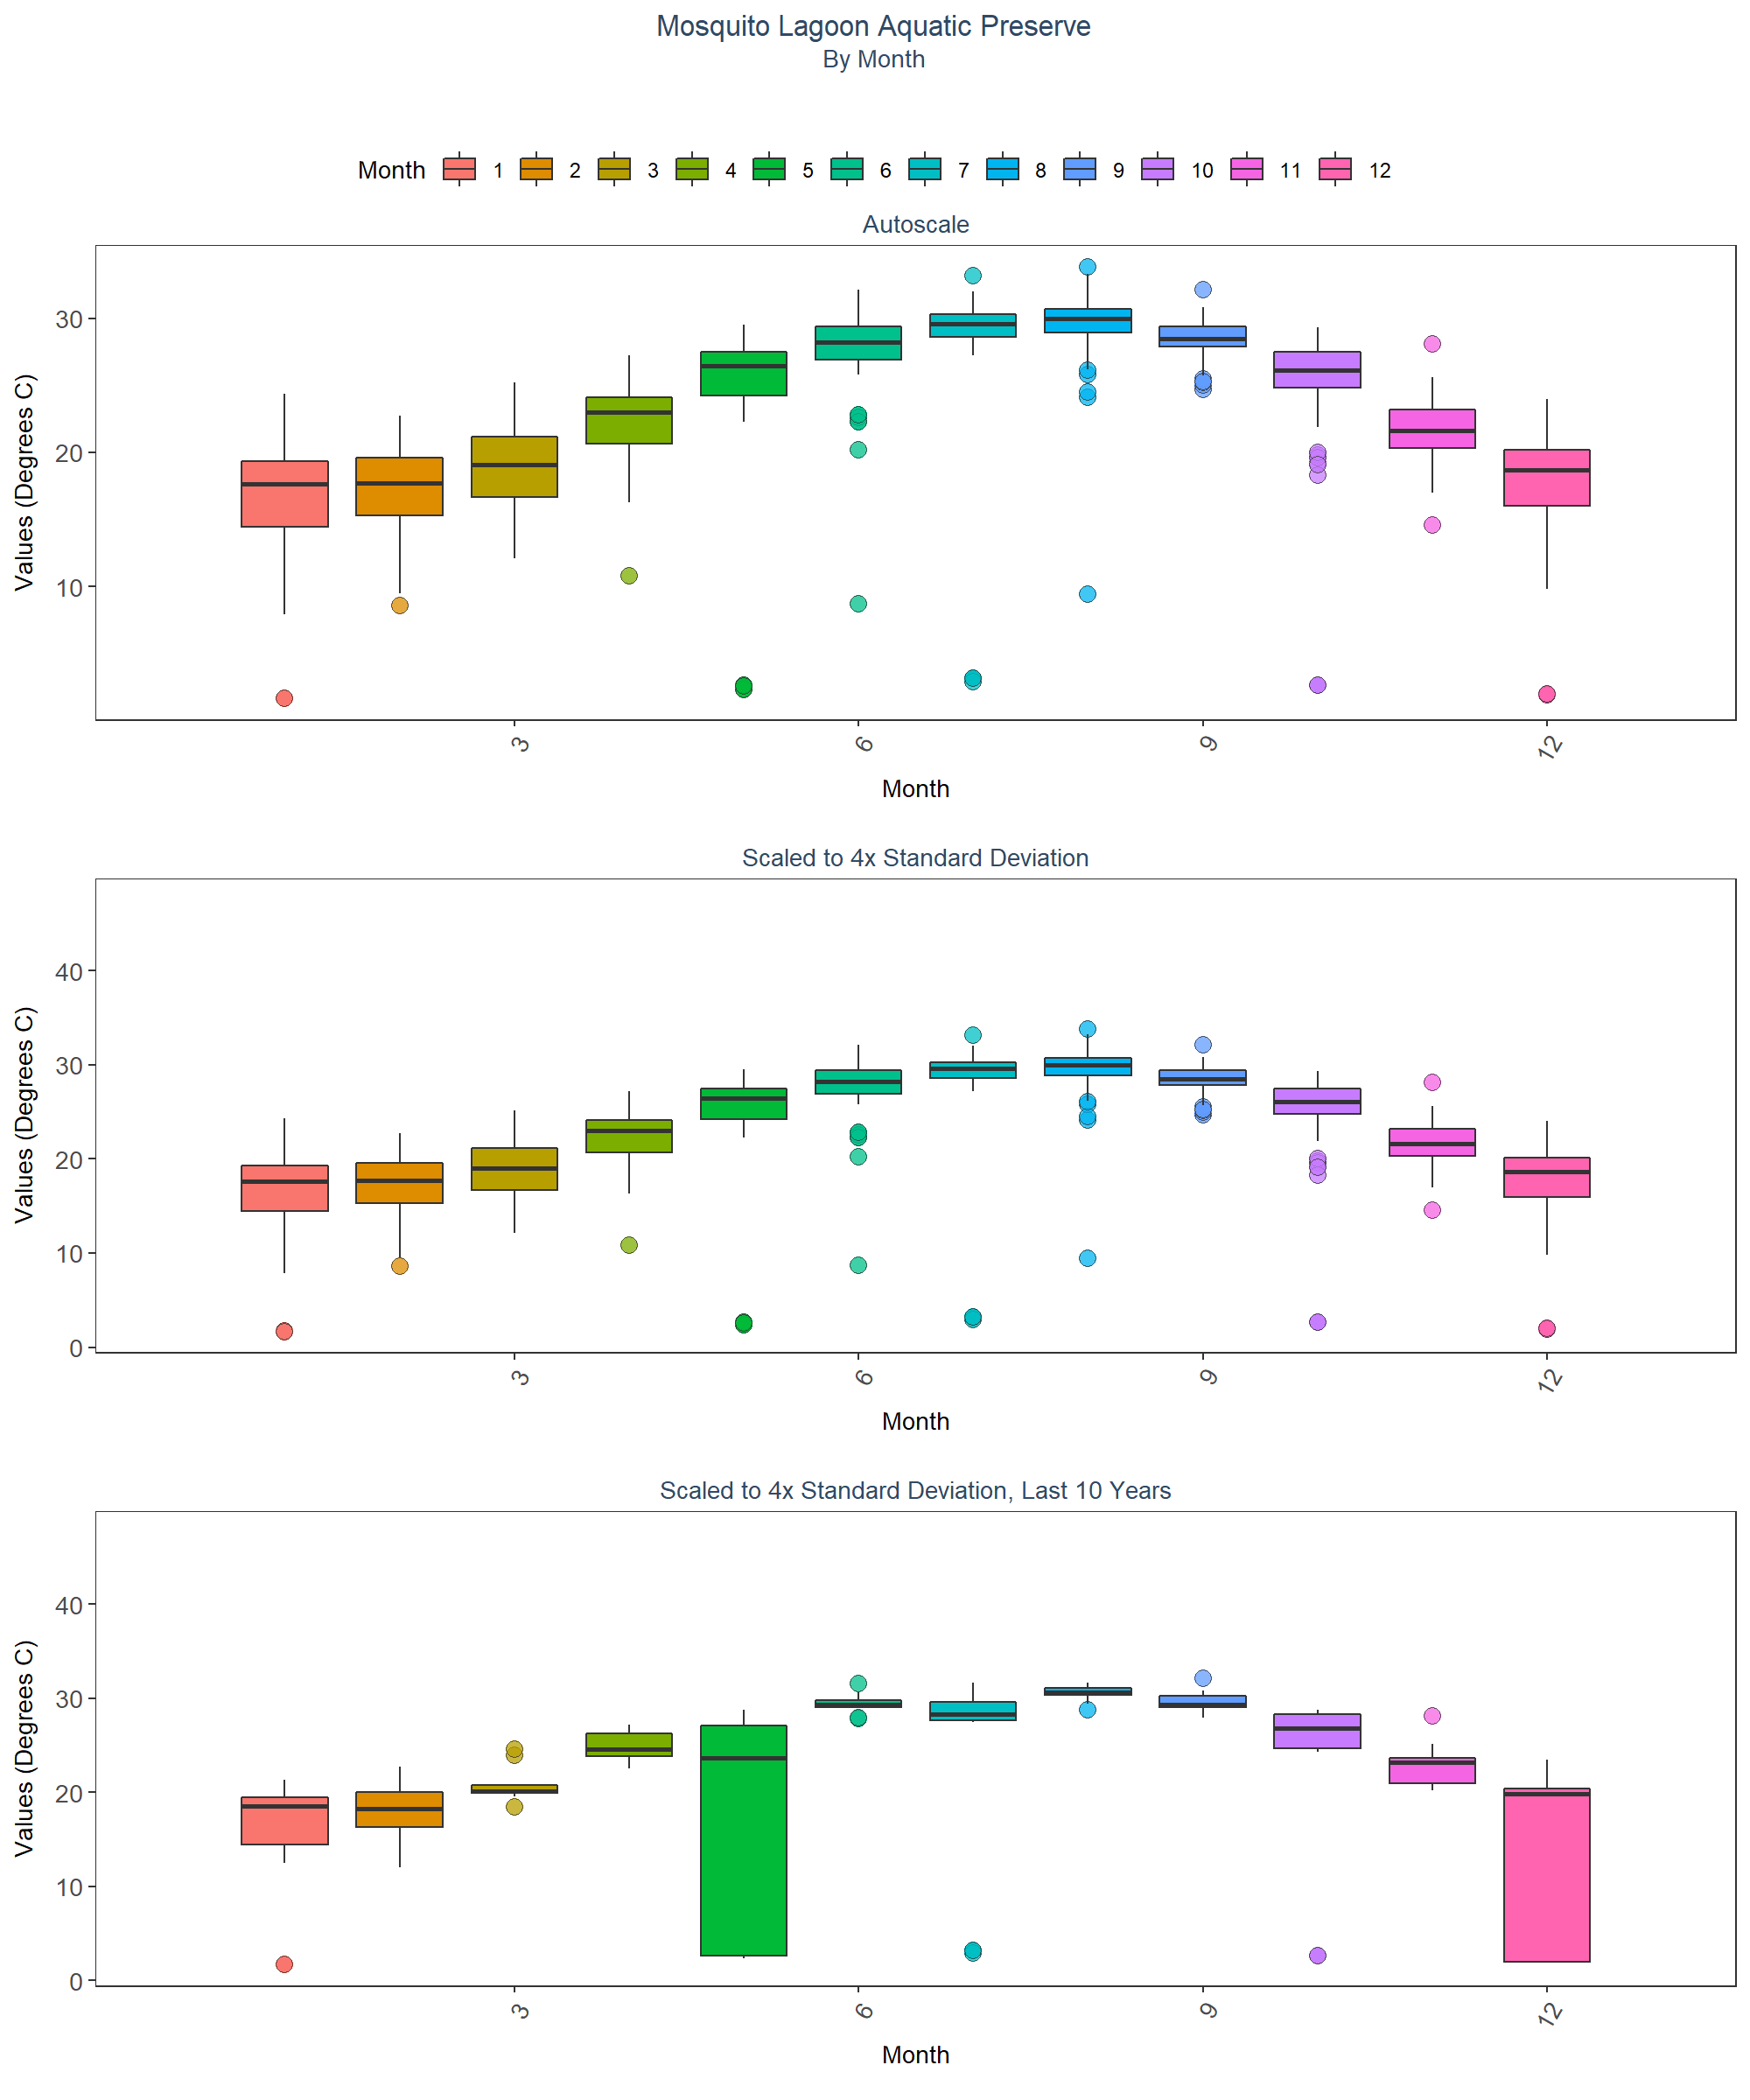 Mosquito Lagoon Aquatic Preserve
By Month
Month 1 2 3 4 5 6 7 8 9 10 11 12
Autoscale
Values (Degrees C)
30
20
10
3 6 9 12
Month
Scaled to 4x Standard Deviation
Values (Degrees C)
40
30
20
10
0
3 6 9 12
Month
Scaled to 4x Standard Deviation, Last 10 Years
Values (Degrees C)
40
30
20
10
0
3 6 9 12
Month